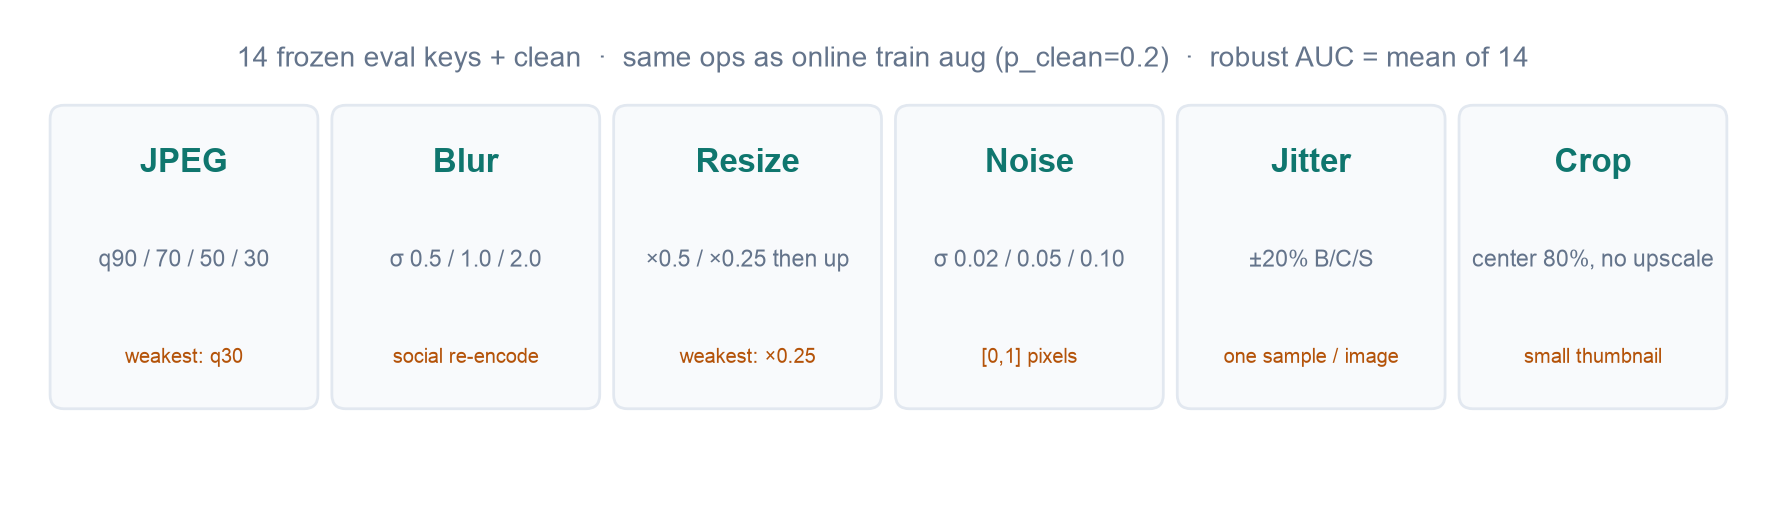 14 frozen eval keys + clean · same ops as online train aug (p_clean=0.2) · robust AUC = mean of 14
JPEG
q90 / 70 / 50 / 30
weakest: q30
Blur
σ 0.5 / 1.0 / 2.0
social re-encode
Resize
×0.5 / ×0.25 then up
weakest: ×0.25
Noise
σ 0.02 / 0.05 / 0.10
[0,1] pixels
Jitter
±20% B/C/S
one sample / image
Crop
center 80%, no upscale
small thumbnail